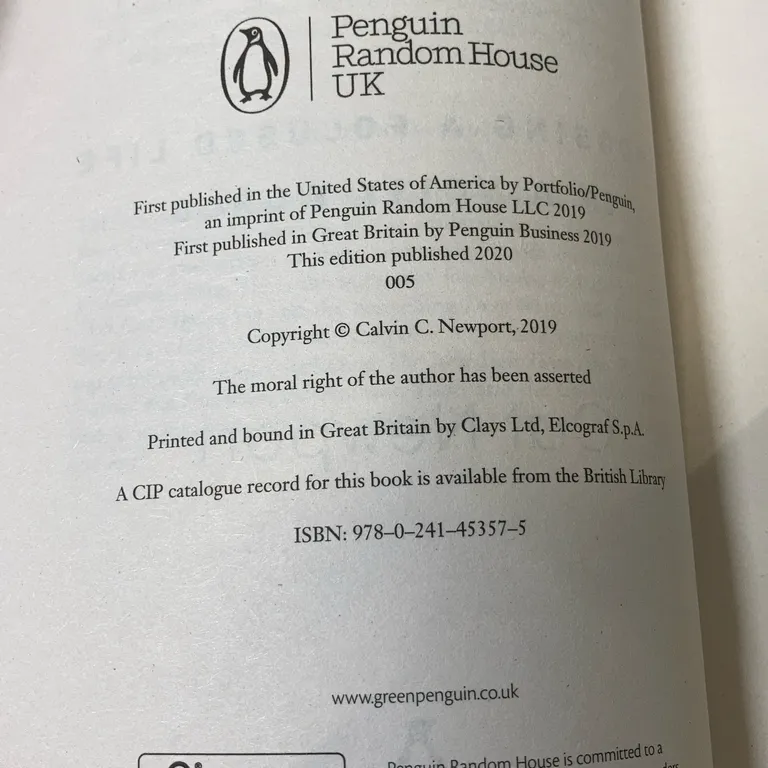 Penguin
Random House
UK
First published in the United States of America by Portfolio/Penguin,
an imprint of Penguin Random House LLC 2019
First published in Great Britain by Penguin Business 2019
This edition published 2020
005
Copyright © Calvin C. Newport, 2019
The moral right of the author has been asserted
Printed and bound in Great Britain by Clays Ltd, Elcograf S.p.A.
A CIP catalogue record for this book is available from the British Library
ISBN: 978–0–241–45357–5
www.greenpenguin.co.uk
Penguin Random House is committed to a